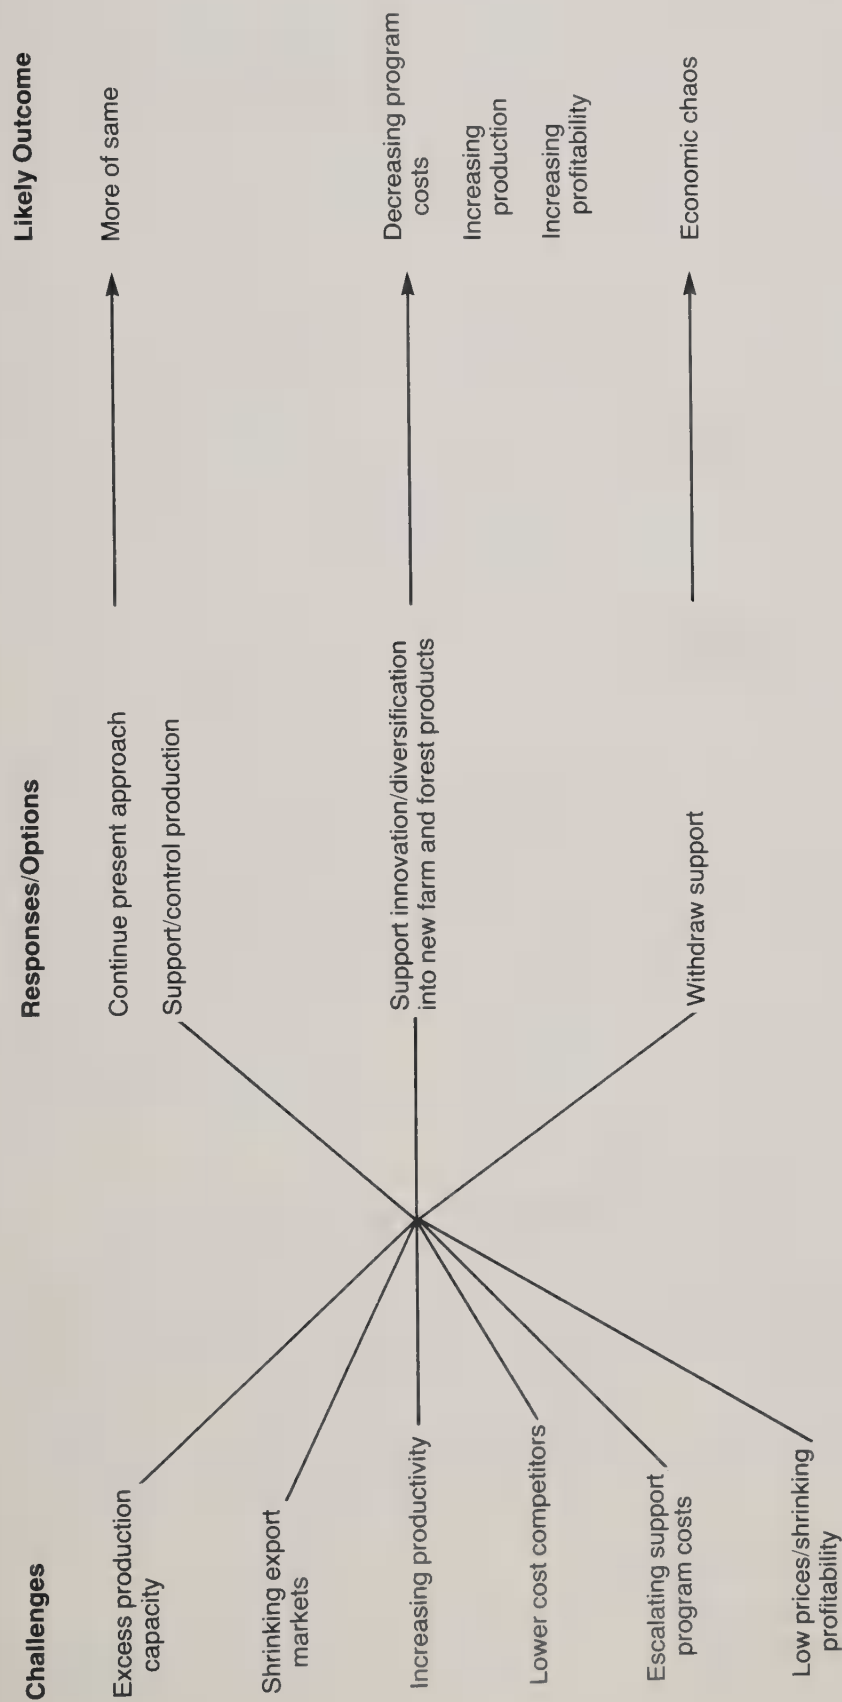 Challenges
Excess production
capacity
Shrinking export
markets
Increasing productivity
Lower cost competitors
Escalating support
program costs
Low prices/shrinking
profitability
Responses/Options
Continue present approach
Support/control production
Support innovation/diversification
into new farm and forest products
Withdraw support
Likely Outcome
More of same
Decreasing program
costs
Increasing
production
Increasing
profitability
Economic chaos